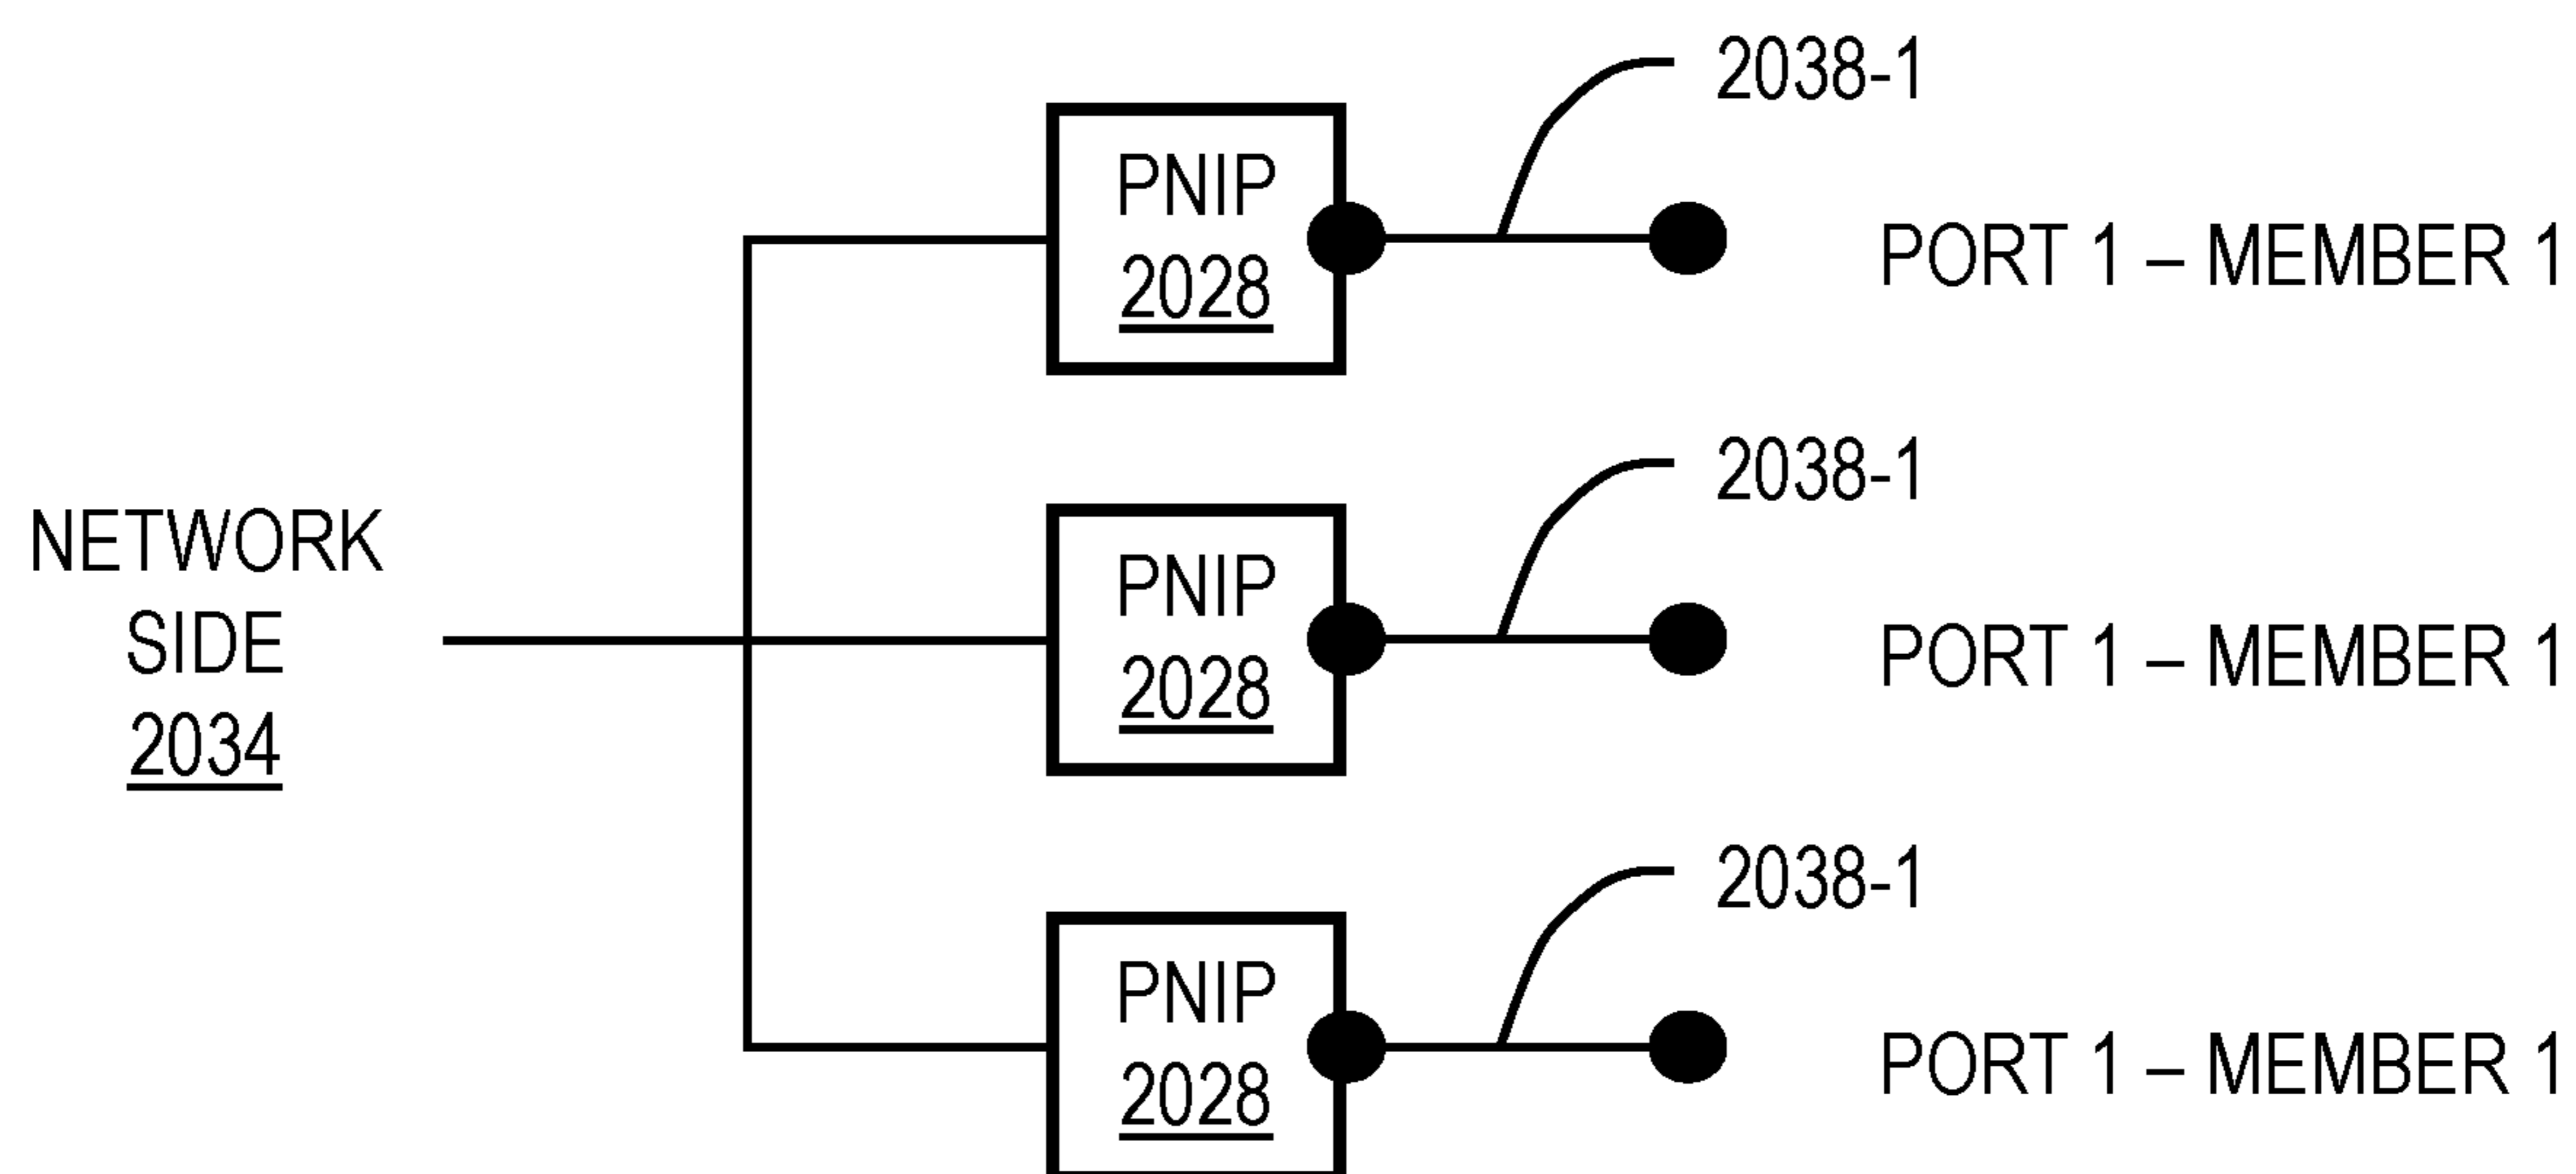 2038-1
PNIP
2028
PORT 1 – MEMBER 1
2038-1
NETWORK
SIDE
2034
PNIP
2028
PORT 1 – MEMBER 1
2038-1
PNIP
2028
PORT 1 – MEMBER 1